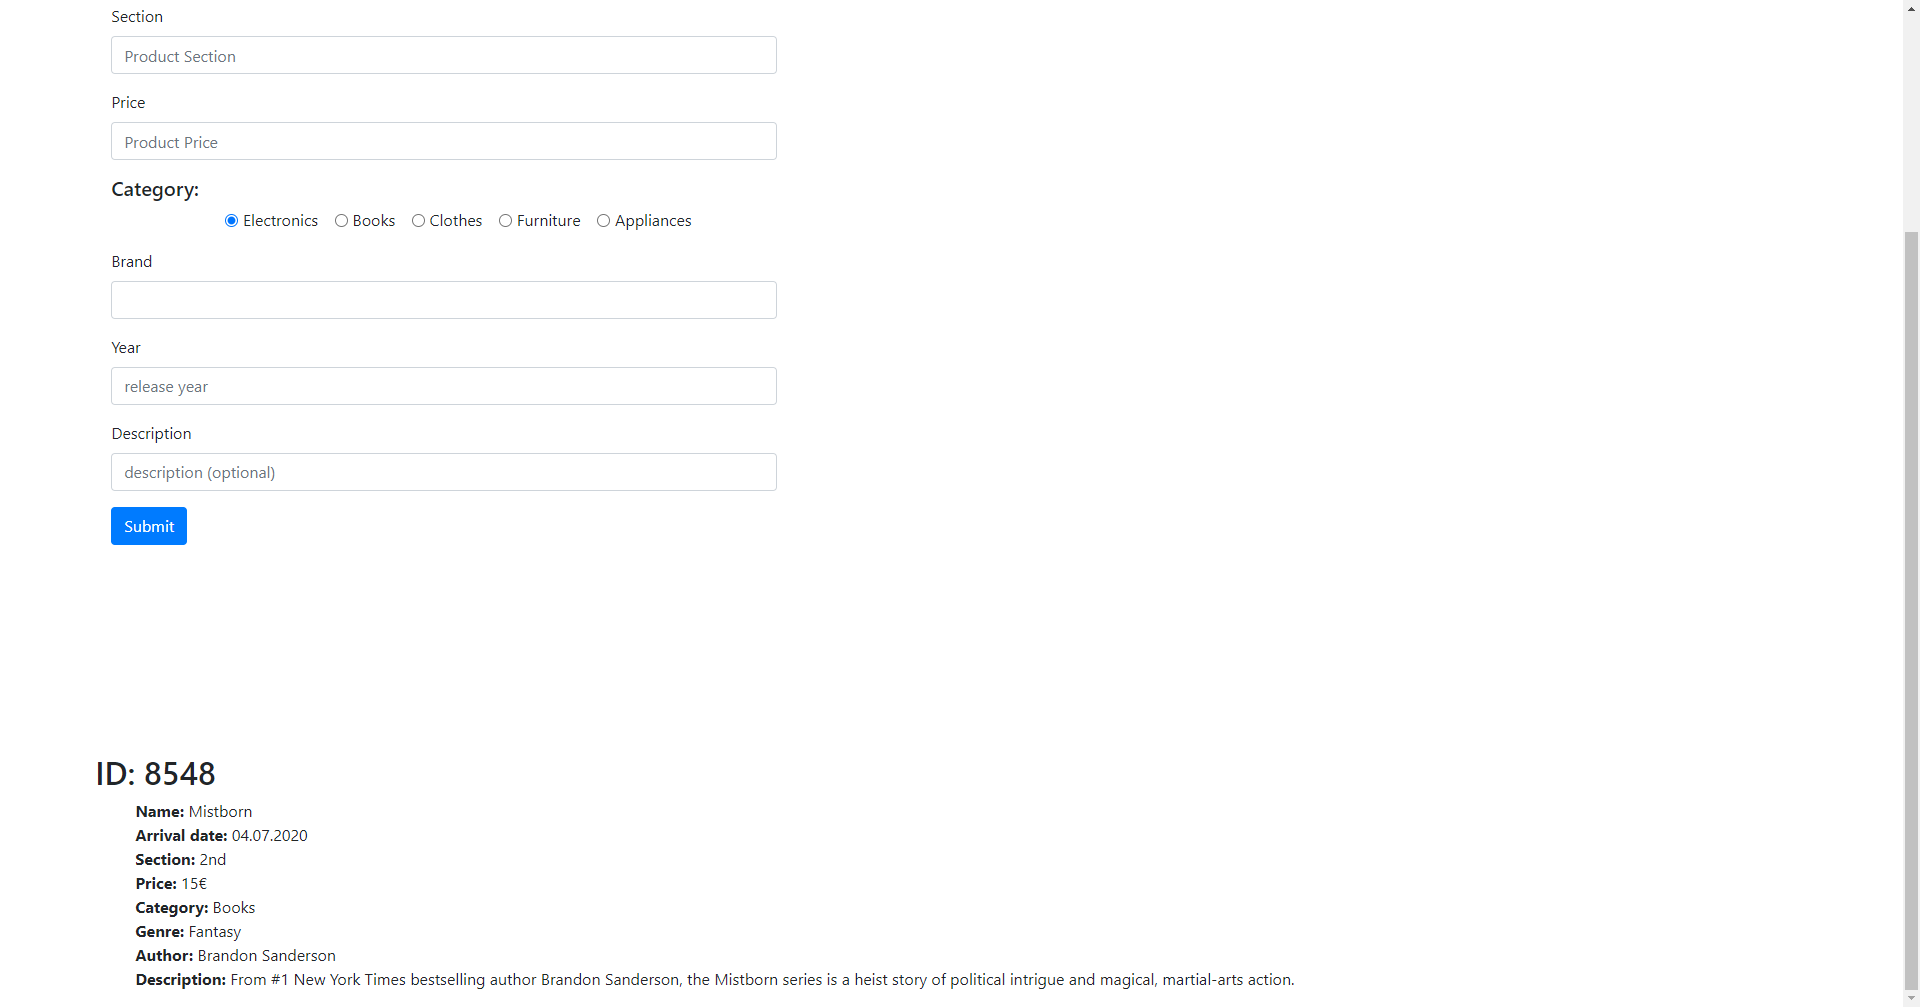 Section
Product Section
Price
Product Price
Category:
Electronics Books Clothes Furniture Appliances
Brand
Year
release year
Description
description (optional)
Submit
ID: 8548
Name: Mistborn
Arrival date: 04.07.2020
Section: 2nd
Price: 15€
Category: Books
Genre: Fantasy
Author: Brandon Sanderson
Description: From #1 New York Times bestselling author Brandon Sanderson, the Mistborn series is a heist story of political intrigue and magical, martial-arts action.